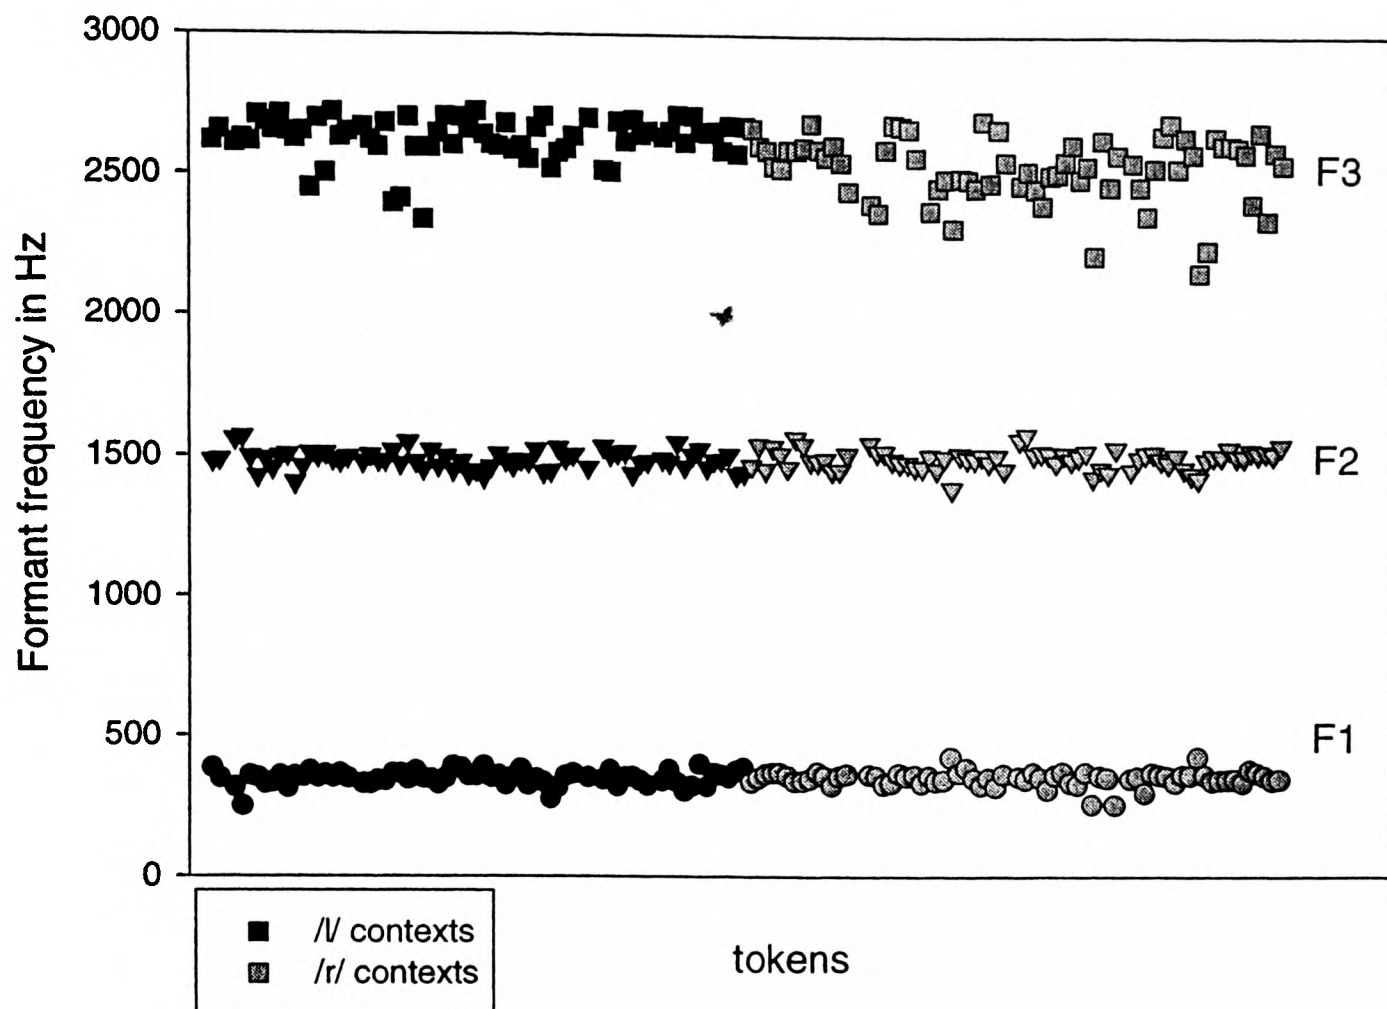 3000
2500
2000
1500
1000
500
0
Formant frequency in Hz
F3
F2
F1
/l/ contexts
/r/ contexts
tokens